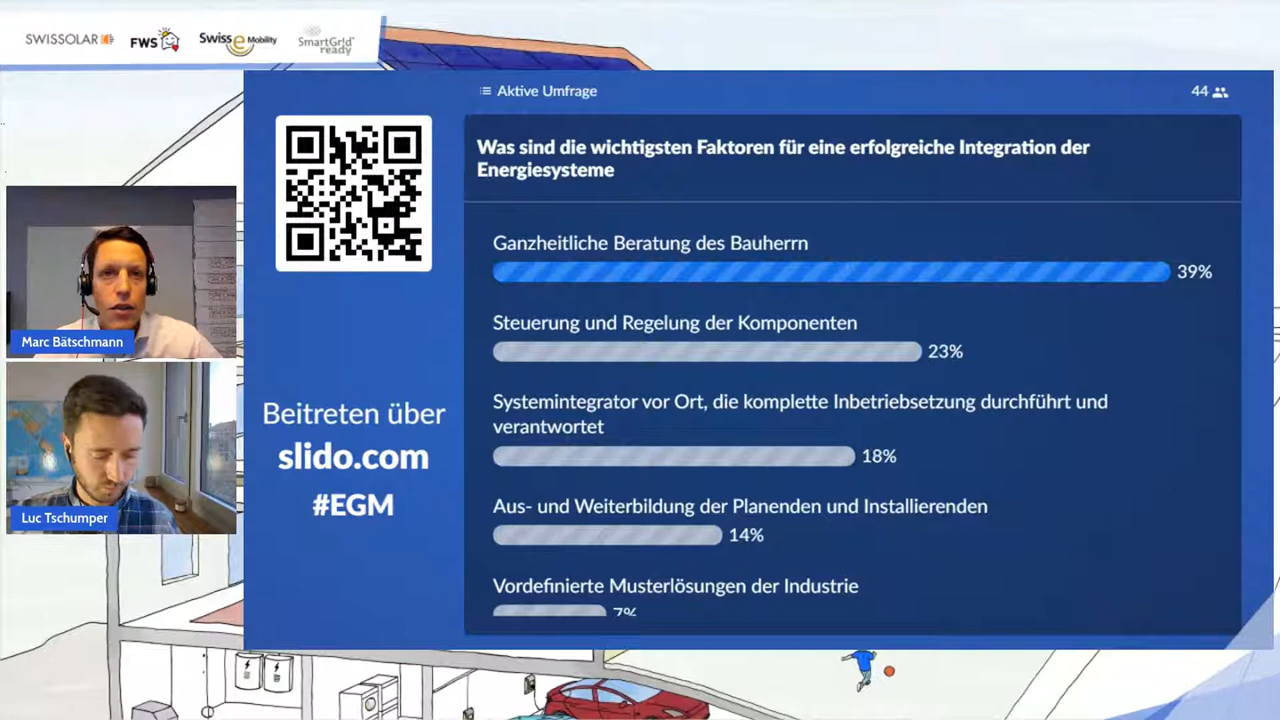 SWISSOLAR
FWS
Swiss e Mobility
SmartGrid
ready
Aktive Umfrage
44
Was sind die wichtigsten Faktoren für eine erfolgreiche Integration der
Energiesysteme
Ganzheitliche Beratung des Bauherrn
39%
Steuerung und Regelung der Komponenten
23%
Systemintegrator vor Ort, die komplette Inbetriebsetzung durchführt und
verantwortet
18%
Aus- und Weiterbildung der Planenden und Installierenden
14%
Vordefinierte Musterlösungen der Industrie
7%
Beitreten über
slido.com
#EGM
Marc Bätschmann
Luc Tschumper